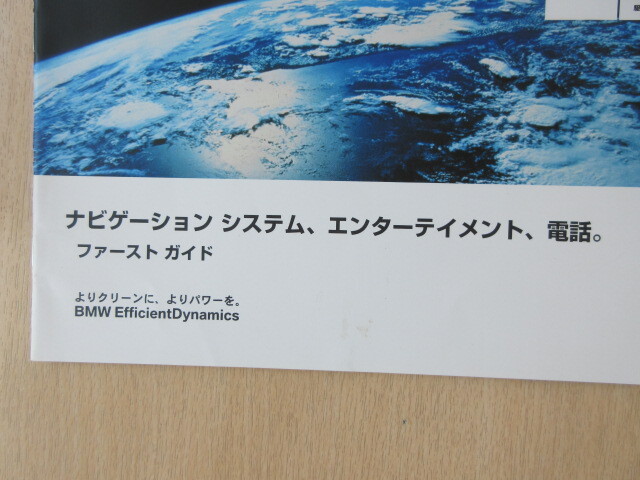 ナビゲーション システム、エンターテイメント、電話。
ファースト ガイド
よりクリーンに、よりパワーを。
BMW EfficientDynamics